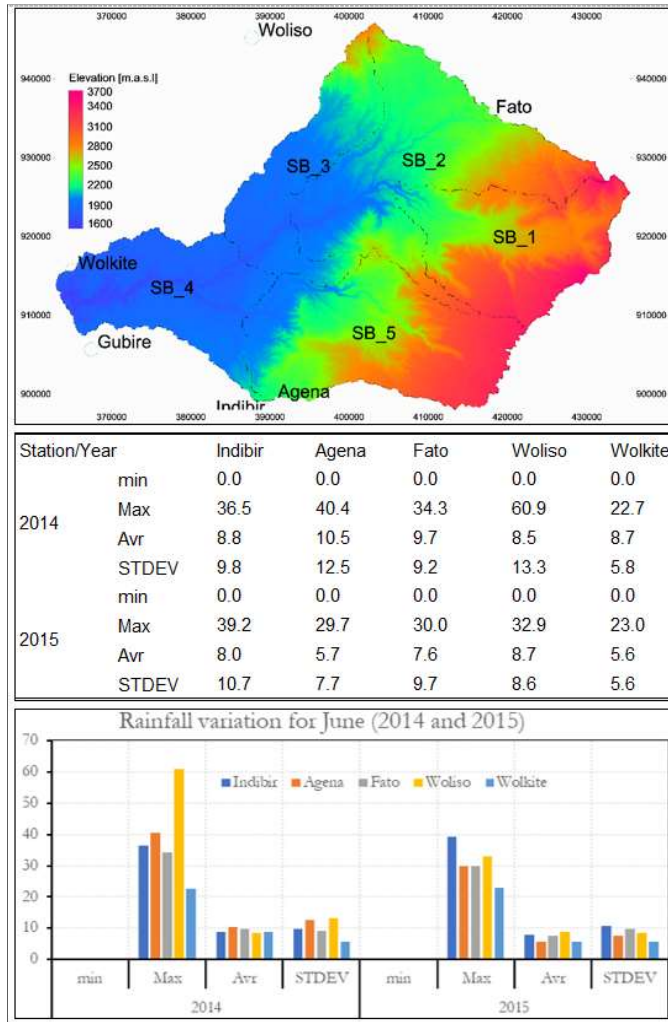 370000 380000 390000 400000 410000 420000 430000
Woliso
940000 940000
Elevation [m.a.s.l]
3700
3400
3100
2800
2500
2200
1900
1600
Fato
930000 930000
SB_3
SB_2
920000 920000
SB_1
Wolkite
SB_4
910000 910000
SB_5
Gubire
900000 900000
Agena
Indibir
370000 380000 390000 400000 410000 420000 430000
Station/Year Indibir Agena Fato Woliso Wolkite
2014
min 0.0 0.0 0.0 0.0 0.0
Max 36.5 40.4 34.3 60.9 22.7
Avr 8.8 10.5 9.7 8.5 8.7
STDEV 9.8 12.5 9.2 13.3 5.8
2015
min 0.0 0.0 0.0 0.0 0.0
Max 39.2 29.7 30.0 32.9 23.0
Avr 8.0 5.7 7.6 8.7 5.6
STDEV 10.7 7.7 9.7 8.6 5.6
Rainfall variation for June (2014 and 2015)
70
60
50
40
30
20
10
0
Indibir Agena Fato Woliso Wolkite
min Max Avr STDEV min Max Avr STDEV
2014 2015